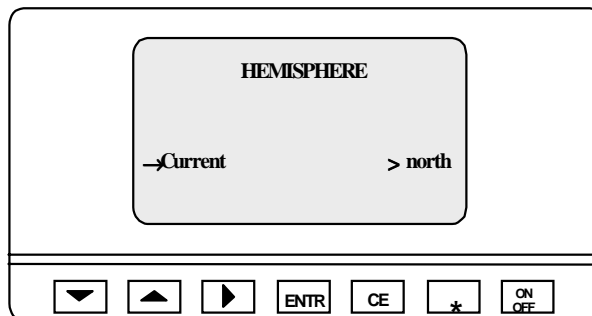 HEMISPHERE
→Current > north
ENTR CE * ON
OFF